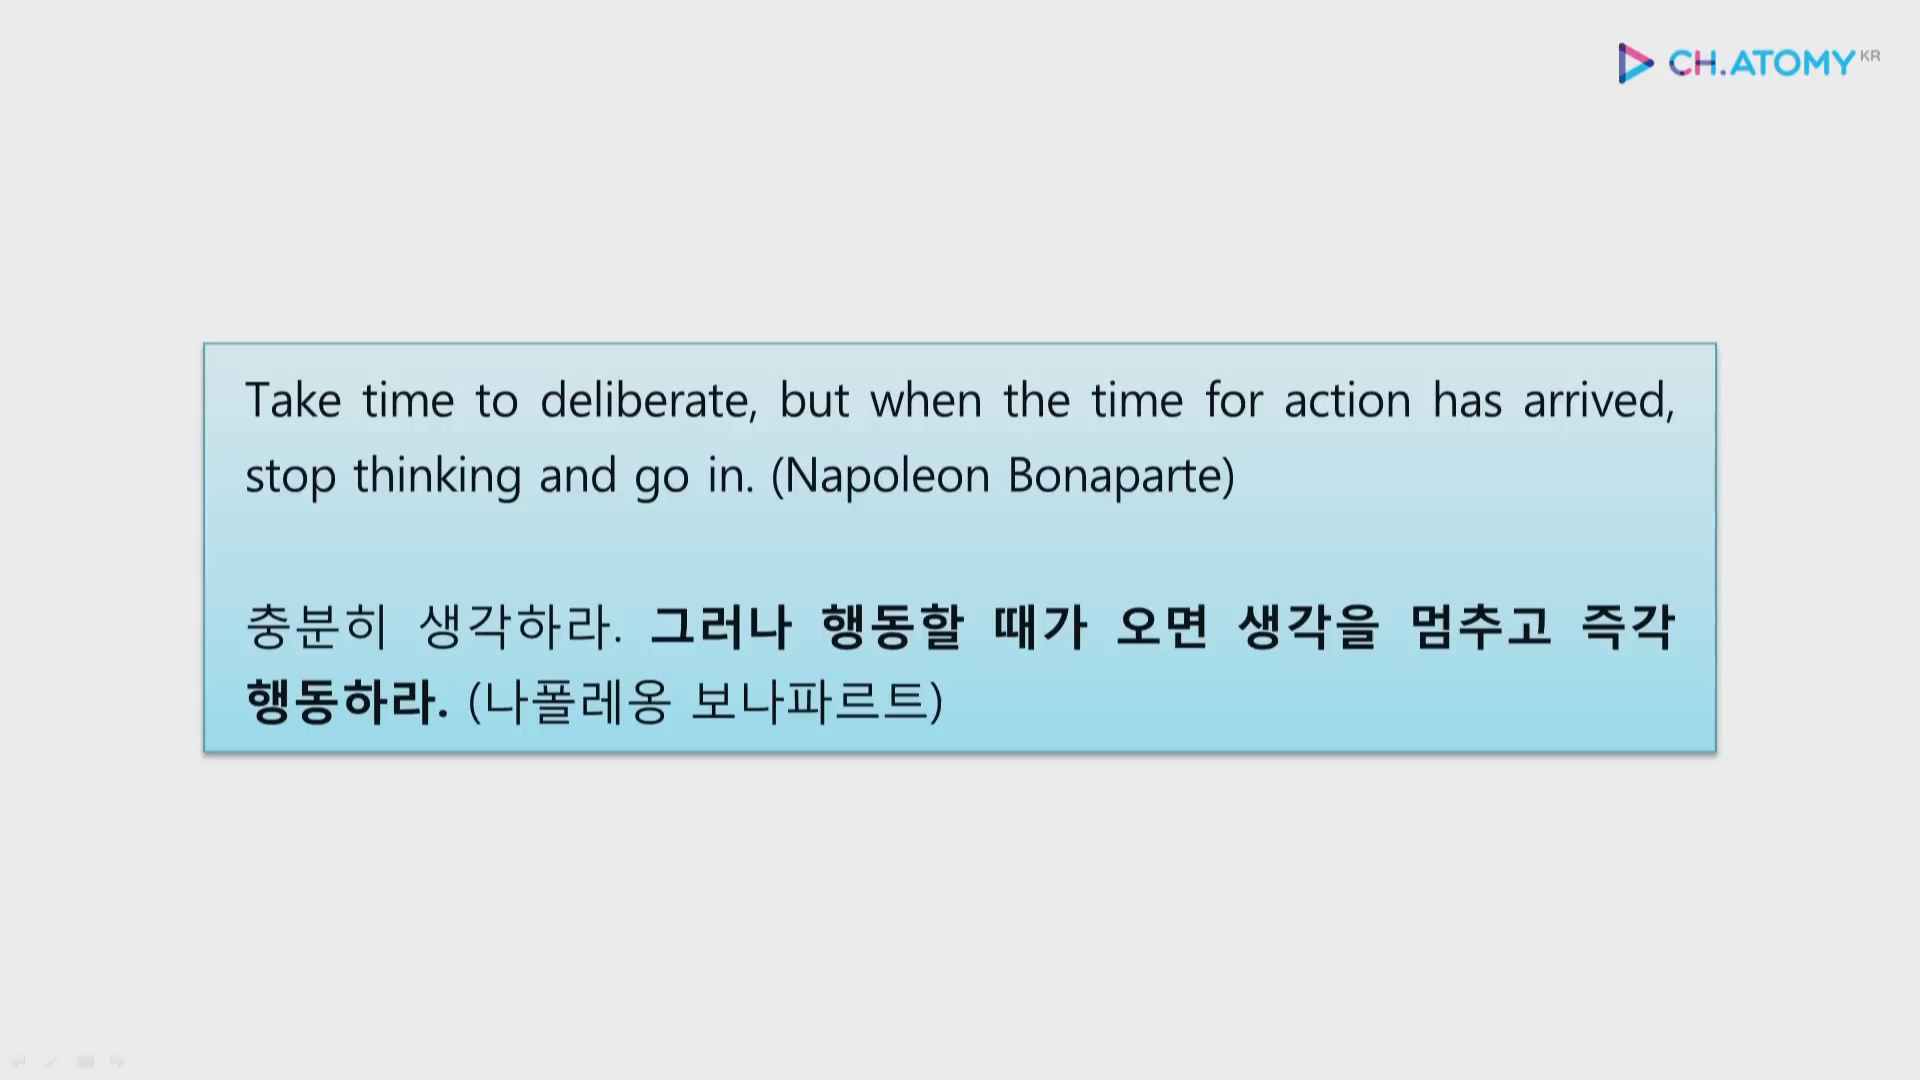 CH.ATOMY KR
Take time to deliberate, but when the time for action has arrived,
stop thinking and go in. (Napoleon Bonaparte)
충분히 생각하라. 그러나 행동할 때가 오면 생각을 멈추고 즉각
행동하라. (나폴레옹 보나파르트)